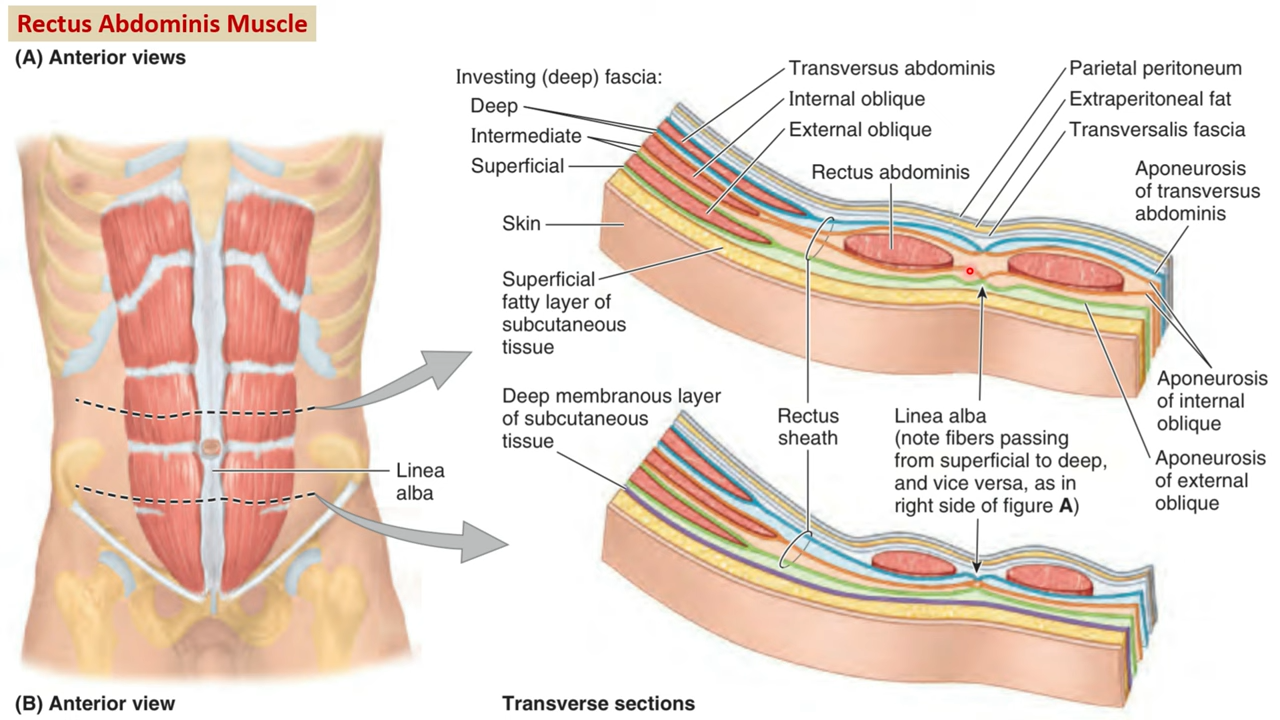 Rectus Abdominis Muscle
(A) Anterior views
Investing (deep) fascia:
Deep
Intermediate
Superficial
Skin
Superficial
fatty layer of
subcutaneous
tissue
Transversus abdominis
Internal oblique
External oblique
Rectus abdominis
Parietal peritoneum
Extraperitoneal fat
Transversalis fascia
Aponeurosis
of transversus
abdominis
Aponeurosis
of internal
oblique
Aponeurosis
of external
oblique
Deep membranous layer
of subcutaneous
tissue
Rectus
sheath
Linea alba
(note fibers passing
from superficial to deep,
and vice versa, as in
right side of figure A)
Linea
alba
(B) Anterior view
Transverse sections